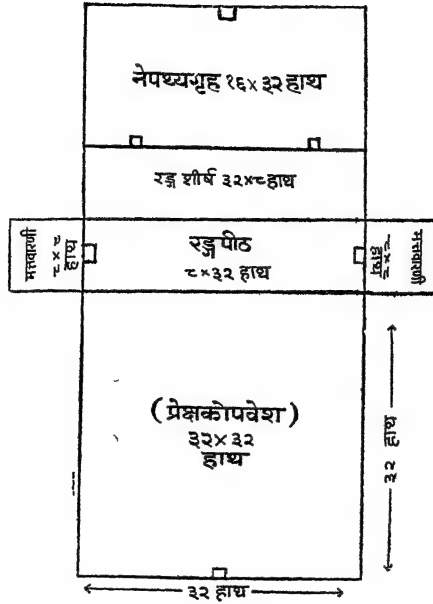 नेपथ्यगृह १६×३२ हाथ
रङ्ग शीर्ष ३२×८ हाथ
मत्तवारणी
८×८
हाथ
रङ्ग पीठ
८×३२ हाथ
मत्तवारणी
८×८
हाथ
(प्रेक्षकोपवेश)
३२×३२
हाथ
३२ हाथ
३२ हाथ